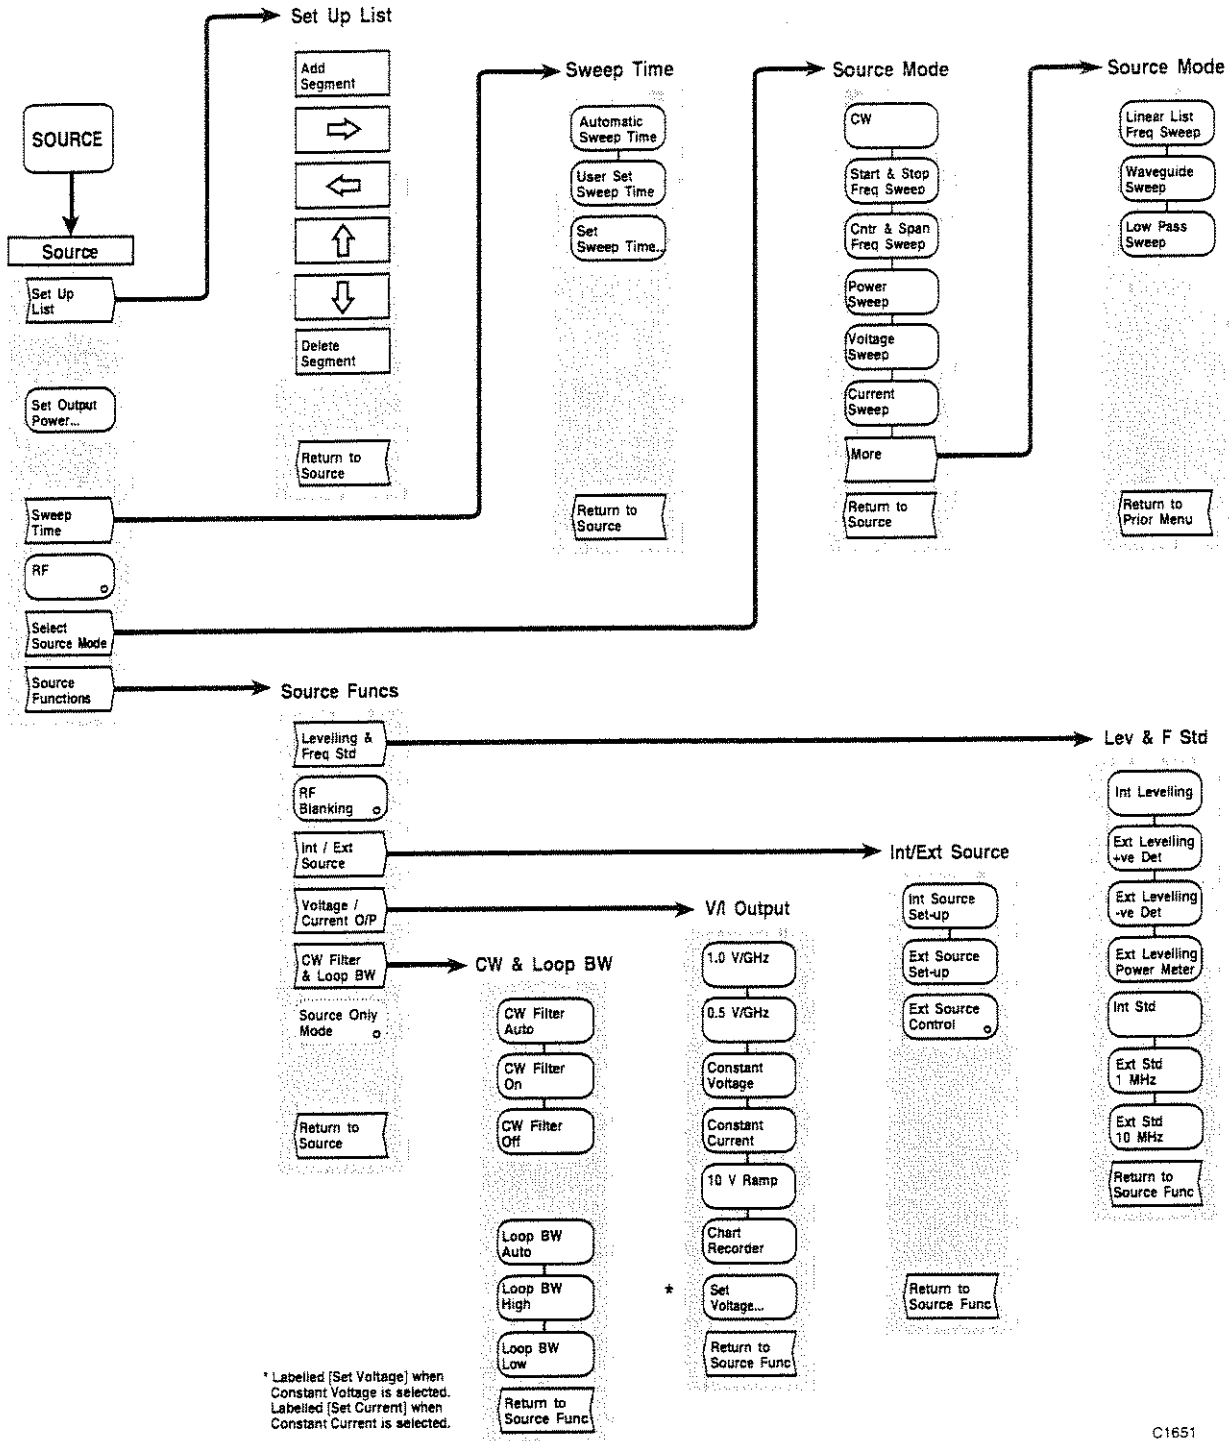 SOURCE
Source
Set Up
List
Set Output
Power...
Sweep
Time
RF
Select
Source Mode
Source
Functions
Set Up List
Add
Segment
Delete
Segment
Return to
Source
Sweep Time
Automatic
Sweep Time
User Set
Sweep Time
Set
Sweep Time...
Return to
Source
Source Mode
CW
Start & Stop
Freq Sweep
Cntr & Span
Freq Sweep
Power
Sweep
Voltage
Sweep
Current
Sweep
More
Return to
Source
Source Mode
Linear List
Freq Sweep
Waveguide
Sweep
Low Pass
Sweep
Return to
Prior Menu
Source Funcs
Levelling &
Freq Std
RF
Blanking
Int / Ext
Source
Voltage /
Current O/P
CW Filter
& Loop BW
Source Only
Mode
Return to
Source
CW & Loop BW
CW Filter
Auto
CW Filter
On
CW Filter
Off
Loop BW
Auto
Loop BW
High
Loop BW
Low
Return to
Source Func
V/I Output
1.0 V/GHz
0.5 V/GHz
Constant
Voltage
Constant
Current
10 V Ramp
Chart
Recorder
*
Set
Voltage...
Return to
Source Func
Int/Ext Source
Int Source
Set-up
Ext Source
Set-up
Ext Source
Control
Return to
Source Func
Lev & F Std
Int Levelling
Ext Levelling
+ve Det
Ext Levelling
-ve Det
Ext Levelling
Power Meter
Int Std
Ext Std
1 MHz
Ext Std
10 MHz
Return to
Source Func
* Labelled [Set Voltage] when
Constant Voltage is selected.
Labelled [Set Current] when
Constant Current is selected.
C1651